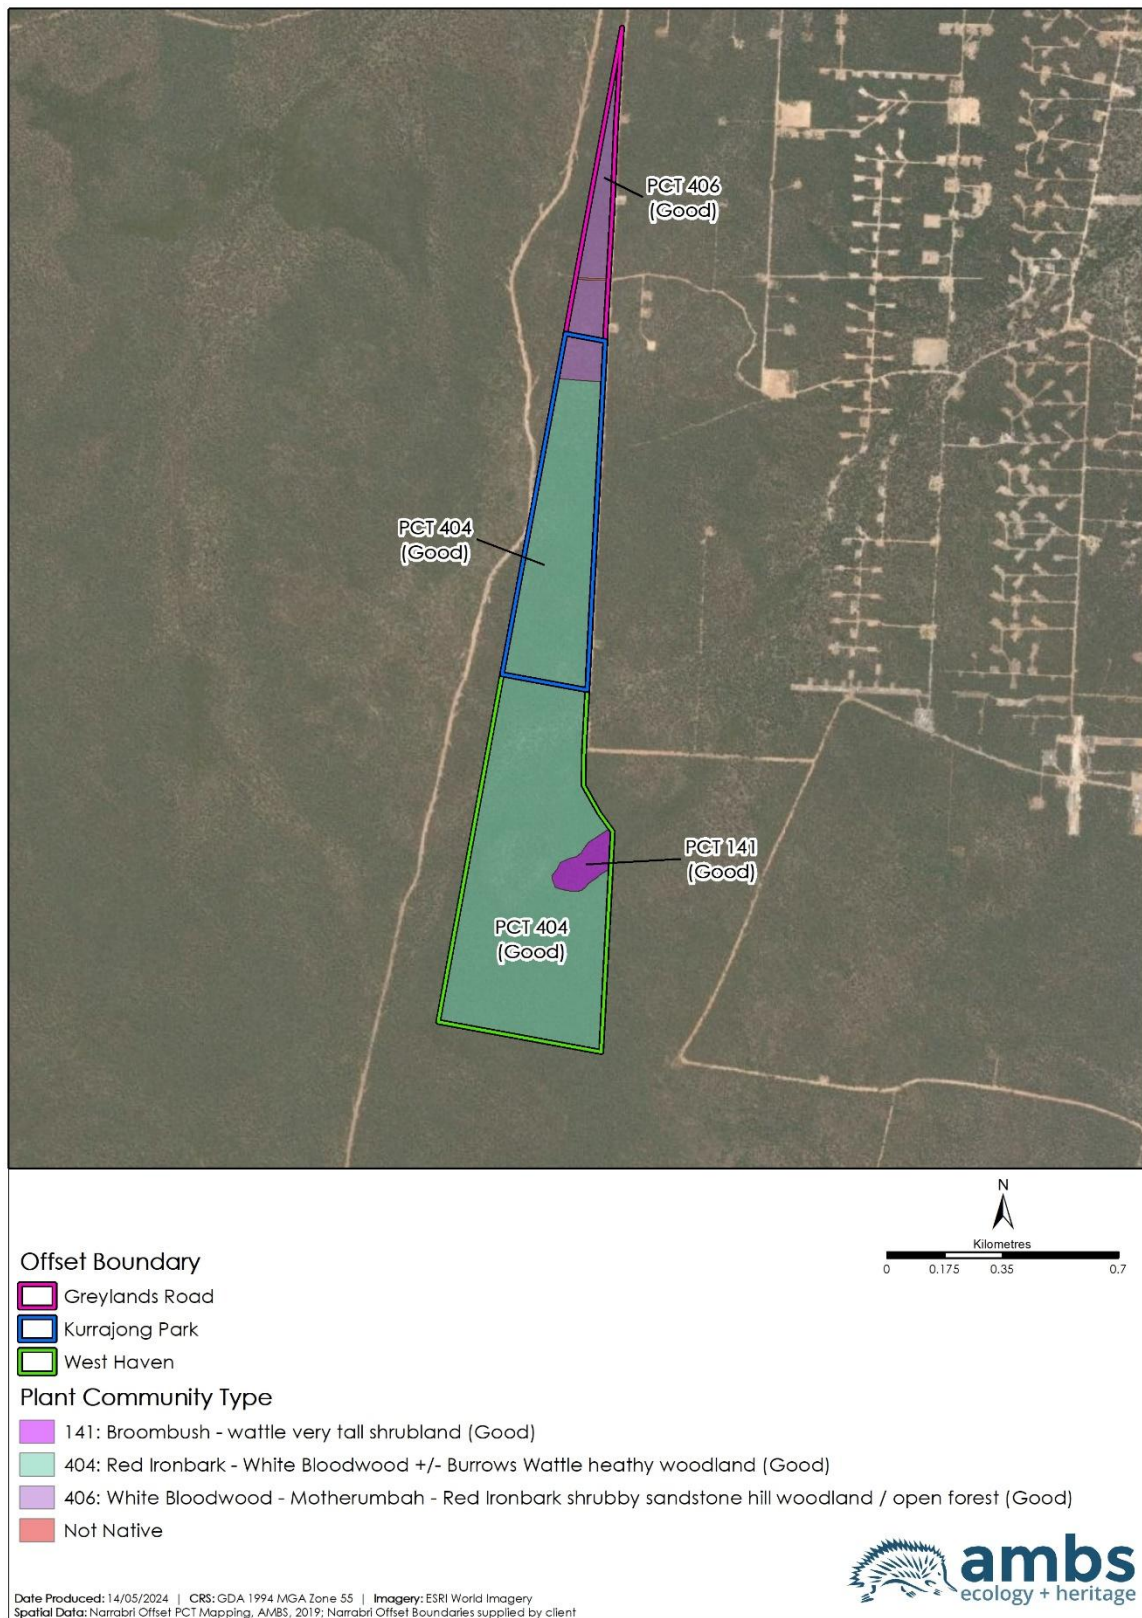 PCT 406
(Good)
PCT 404
(Good)
PCT 141
(Good)
PCT 404
(Good)
N
Kilometres
0 0.175 0.35 0.7
Offset Boundary
Greylands Road
Kurrajong Park
West Haven
Plant Community Type
141: Broombush - wattle very tall shrubland (Good)
404: Red Ironbark - White Bloodwood +/- Burrows Wattle heathy woodland (Good)
406: White Bloodwood - Motherumbah - Red Ironbark shrubby sandstone hill woodland / open forest (Good)
Not Native
ambs
ecology + heritage
Date Produced: 14/05/2024 | CRS: GDA 1994 MGA Zone 55 | Imagery: ESRI World Imagery
Spatial Data: Narrabri Offset PCT Mapping, AMBS, 2019; Narrabri Offset Boundaries supplied by client